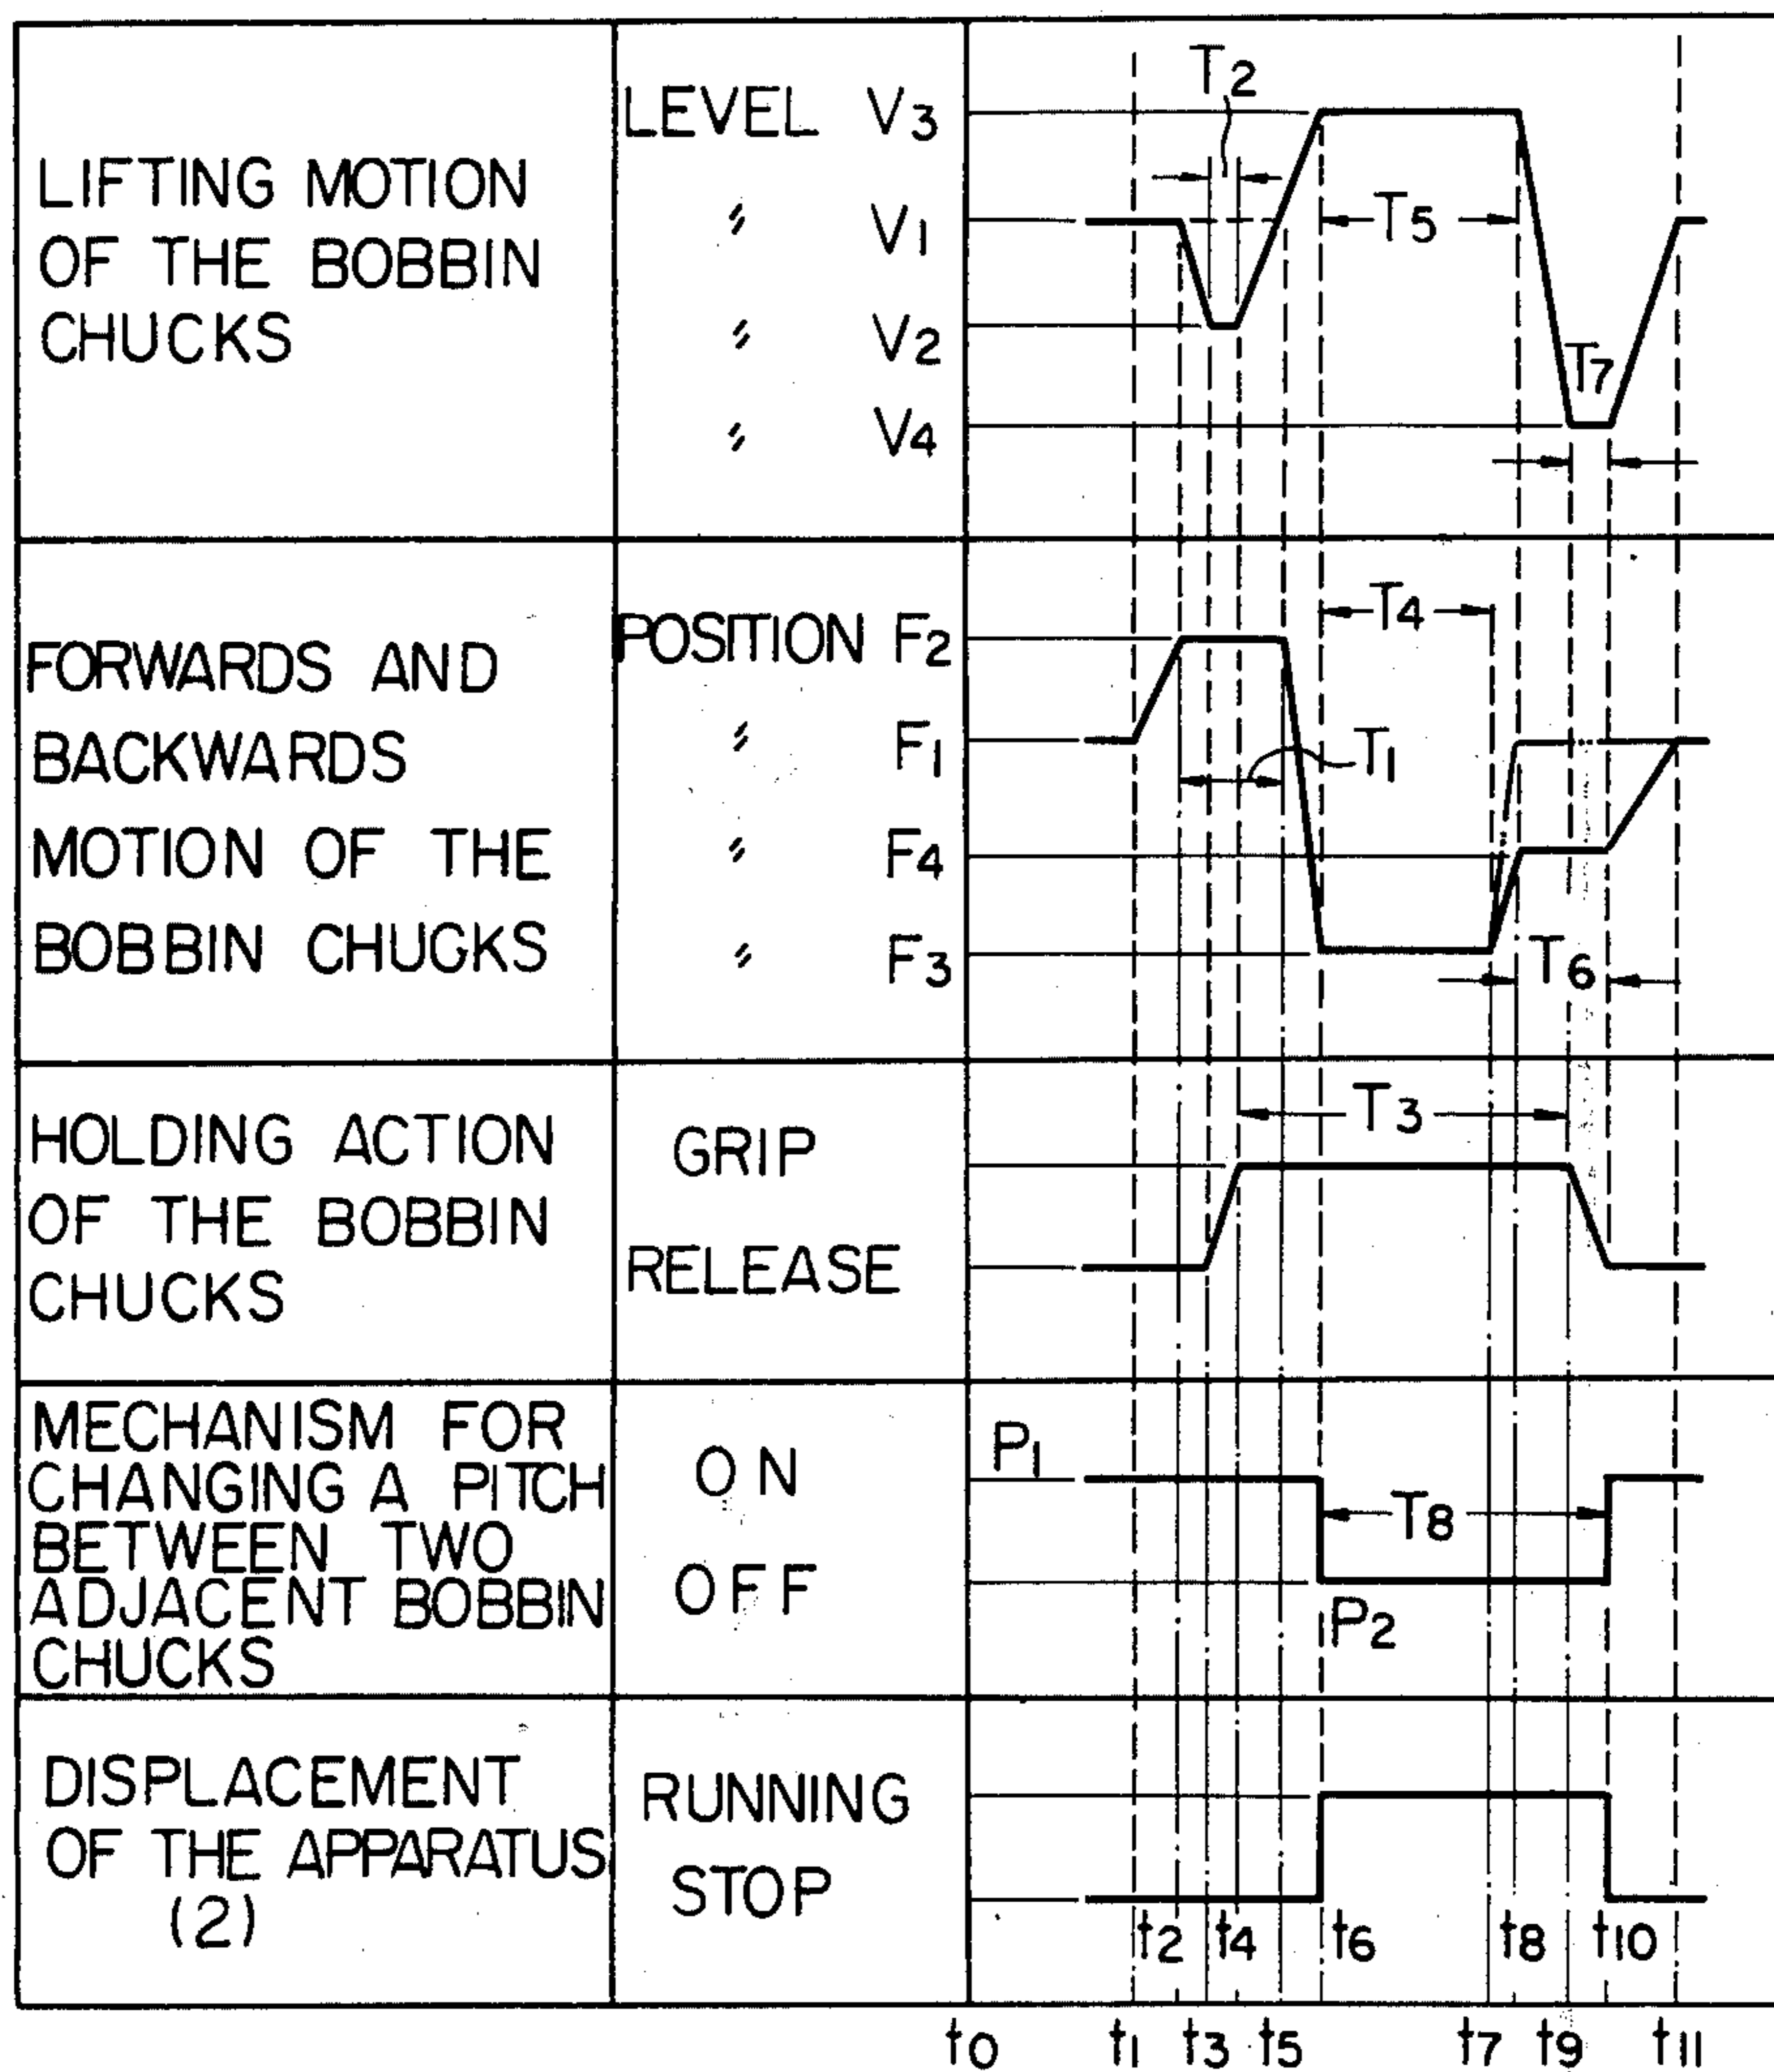 LIFTING MOTION
OF THE BOBBIN
CHUCKS
LEVEL V3
〃 V1
〃 V2
〃 V4
T2
T5
T7
FORWARDS AND
BACKWARDS
MOTION OF THE
BOBBIN CHUGKS
POSITION F2
〃 F1
〃 F4
〃 F3
T4
T1
T6
HOLDING ACTION
OF THE BOBBIN
CHUCKS
GRIP
RELEASE
T3
MECHANISM FOR
CHANGING A PITCH
BETWEEN TWO
ADJACENT BOBBIN
CHUCKS
ON
OFF
P1
T8
P2
DISPLACEMENT
OF THE APPARATUS
(2)
RUNNING
STOP
t2 t4 t6 t8 t10
t0 t1 t3 t5 t7 t9 t11